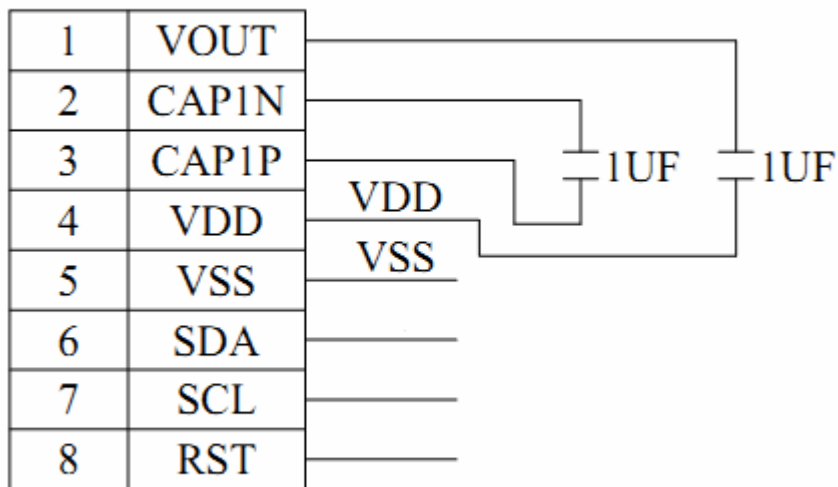 1 VOUT
2 CAP1N
3 CAP1P 1UF 1UF
4 VDD VDD
5 VSS VSS
6 SDA
7 SCL
8 RST